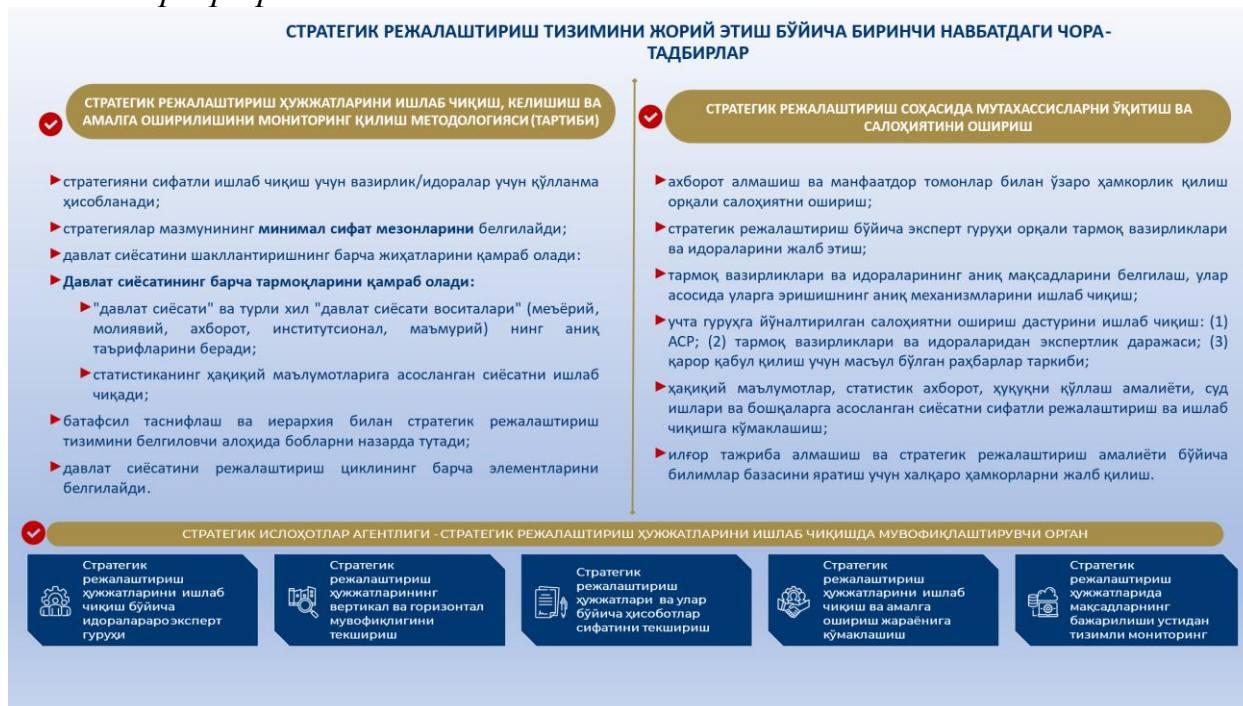 СТРАТЕГИК РЕЖАЛАШТИРИШ ТИЗИМИНИ ЖОРИЙ ЭТИШ БЎЙИЧА БИРИНЧИ НАВБАТДАГИ ЧОРА-
ТАДБИРЛАР
СТРАТЕГИК РЕЖАЛАШТИРИШ ҲУЖЖАТЛАРИНИ ИШЛАБ ЧИҚИШ, КЕЛИШИШ ВА
АМАЛГА ОШИРИЛИШИНИ МОНИТОРИНГ ҚИЛИШ МЕТОДОЛОГИЯСИ (ТАРТИБИ)
стратегияни сифатли ишлаб чиқиш учун вазирлик/идоралар учун қўлланма
ҳисобланади;
стратегиялар мазмунининг минимал сифат мезонларини белгилайди;
давлат сиёсатини шакллантиришнинг барча жиҳатларини қамраб олади:
Давлат сиёсатининг барча тармоқларини қамраб олади:
"давлат сиёсати" ва турли хил "давлат сиёсати воситалари" (меъёрий,
молиявий, ахборот, институтсионал, маъмурий) нинг аниқ
таърифларини беради;
статистиканинг ҳақиқий маълумотларига асосланган сиёсатни ишлаб
чиқади;
батафсил таснифлаш ва иерархия билан стратегик режалаштириш
тизимини белгиловчи алоҳида бобларни назарда тутади;
давлат сиёсатини режалаштириш циклининг барча элементларини
белгилайди.
СТРАТЕГИК РЕЖАЛАШТИРИШ СОҲАСИДА МУТАХАССИСЛАРНИ ЎҚИТИШ ВА
САЛОҲИЯТИНИ ОШИРИШ
ахборот алмашиш ва манфаатдор томонлар билан ўзаро ҳамкорлик қилиш
орқали салоҳиятни ошириш;
стратегик режалаштириш бўйича эксперт гуруҳи орқали тармоқ вазирликлари
ва идораларини жалб этиш;
тармоқ вазирликлари ва идораларининг аниқ мақсадларини белгилаш, улар
асосида уларга эришишнинг аниқ механизмларини ишлаб чиқиш;
учта гуруҳга йўналтирилган салоҳиятни ошириш дастурини ишлаб чиқиш: (1)
АСР; (2) тармоқ вазирликлари ва идораларидан экспертлик даражаси; (3)
қарор қабул қилиш учун масъул бўлган раҳбарлар таркиби;
ҳақиқий маълумотлар, статистик ахборот, ҳуқуқни қўллаш амалиёти, суд
ишлари ва бошқаларга асосланган сиёсатни сифатли режалаштириш ва ишлаб
чиқишга кўмаклашиш;
илғор тажриба алмашиш ва стратегик режалаштириш амалиёти бўйича
билимлар базасини яратиш учун халқаро ҳамкорларни жалб қилиш.
СТРАТЕГИК ИСЛОҲОТЛАР АГЕНТЛИГИ - СТРАТЕГИК РЕЖАЛАШТИРИШ ҲУЖЖАТЛАРИНИ ИШЛАБ ЧИҚИШДА МУВОФИҚЛАШТИРУВЧИ ОРГАН
Стратегик
режалаштириш
ҳужжатларини ишлаб
чиқиш бўйича
идоралараро эксперт
гуруҳи
Стратегик
режалаштириш
ҳужжатларининг
вертикал ва горизонтал
мувофиқлигини
текшириш
Стратегик
режалаштириш
ҳужжатлари ва улар
бўйича ҳисоботлар
сифатини текшириш
Стратегик
режалаштириш
ҳужжатларини ишлаб
чиқиш ва амалга
ошириш жараёнига
кўмаклашиш
Стратегик
режалаштириш
ҳужжатларида
мақсадларнинг
бажарилиши устидан
тизимли мониторинг